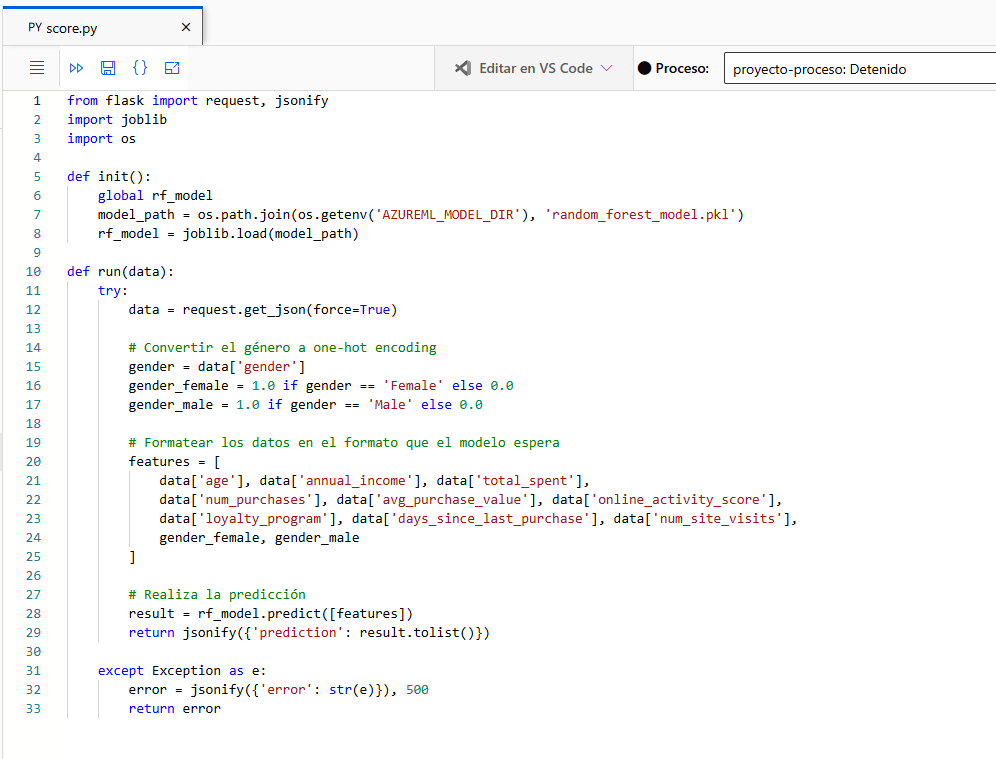 PY score.py ×
Editar en VS Code Proceso: proyecto-proceso: Detenido
1 from flask import request, jsonify
2 import joblib
3 import os
4
5 def init():
6     global rf_model
7     model_path = os.path.join(os.getenv('AZUREML_MODEL_DIR'), 'random_forest_model.pkl')
8     rf_model = joblib.load(model_path)
9
10 def run(data):
11     try:
12         data = request.get_json(force=True)
13
14         # Convertir el género a one-hot encoding
15         gender = data['gender']
16         gender_female = 1.0 if gender == 'Female' else 0.0
17         gender_male = 1.0 if gender == 'Male' else 0.0
18
19         # Formatear los datos en el formato que el modelo espera
20         features = [
21             data['age'], data['annual_income'], data['total_spent'],
22             data['num_purchases'], data['avg_purchase_value'], data['online_activity_score'],
23             data['loyalty_program'], data['days_since_last_purchase'], data['num_site_visits'],
24             gender_female, gender_male
25         ]
26
27         # Realiza la predicción
28         result = rf_model.predict([features])
29         return jsonify({'prediction': result.tolist()})
30
31     except Exception as e:
32         error = jsonify({'error': str(e)}), 500
33         return error